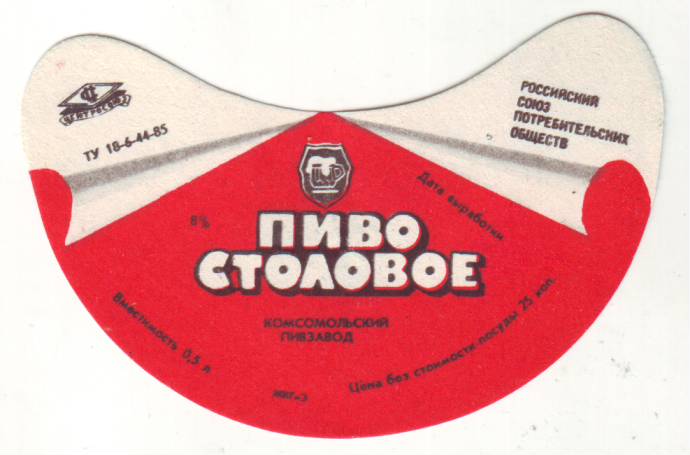 ЦЕНТРОСОЮЗ
ТУ 18-6-44-85
РОССИЙСКИЙ
СОЮЗ
ПОТРЕБИТЕЛЬСКИХ
ОБЩЕСТВ
8%
Дата выработки
ПИВО
СТОЛОВОЕ
КОМСОМОЛЬСКИЙ
ПИВЗАВОД
Вместимость 0,5 л
Цена без стоимости посуды 25 коп.